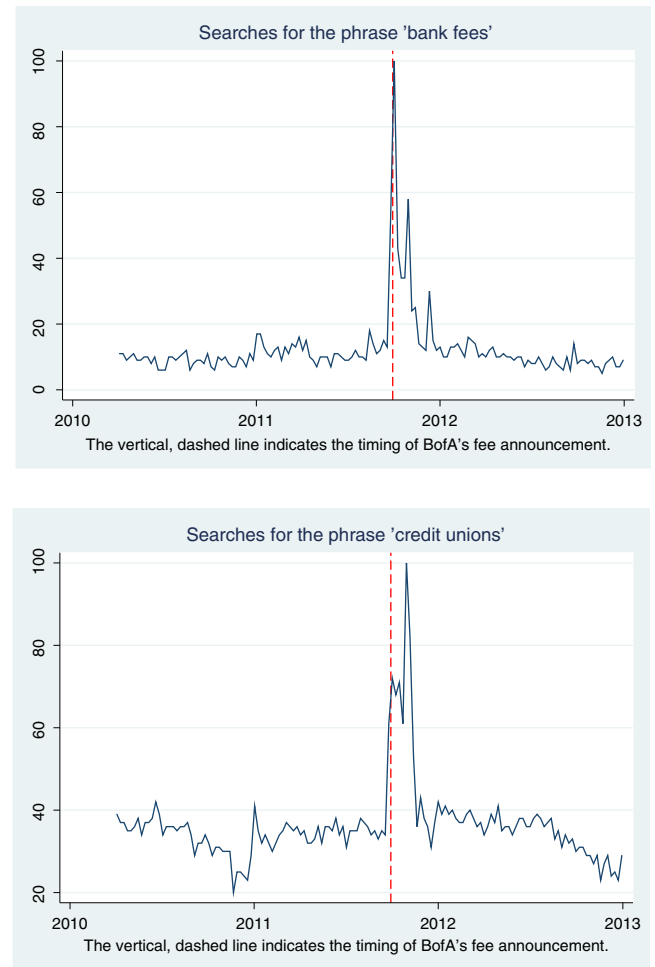 Searches for the phrase 'bank fees'
100
80
60
40
20
0
2010 2011 2012 2013
The vertical, dashed line indicates the timing of BofA's fee announcement.
Searches for the phrase 'credit unions'
100
80
60
40
20
2010 2011 2012 2013
The vertical, dashed line indicates the timing of BofA's fee announcement.